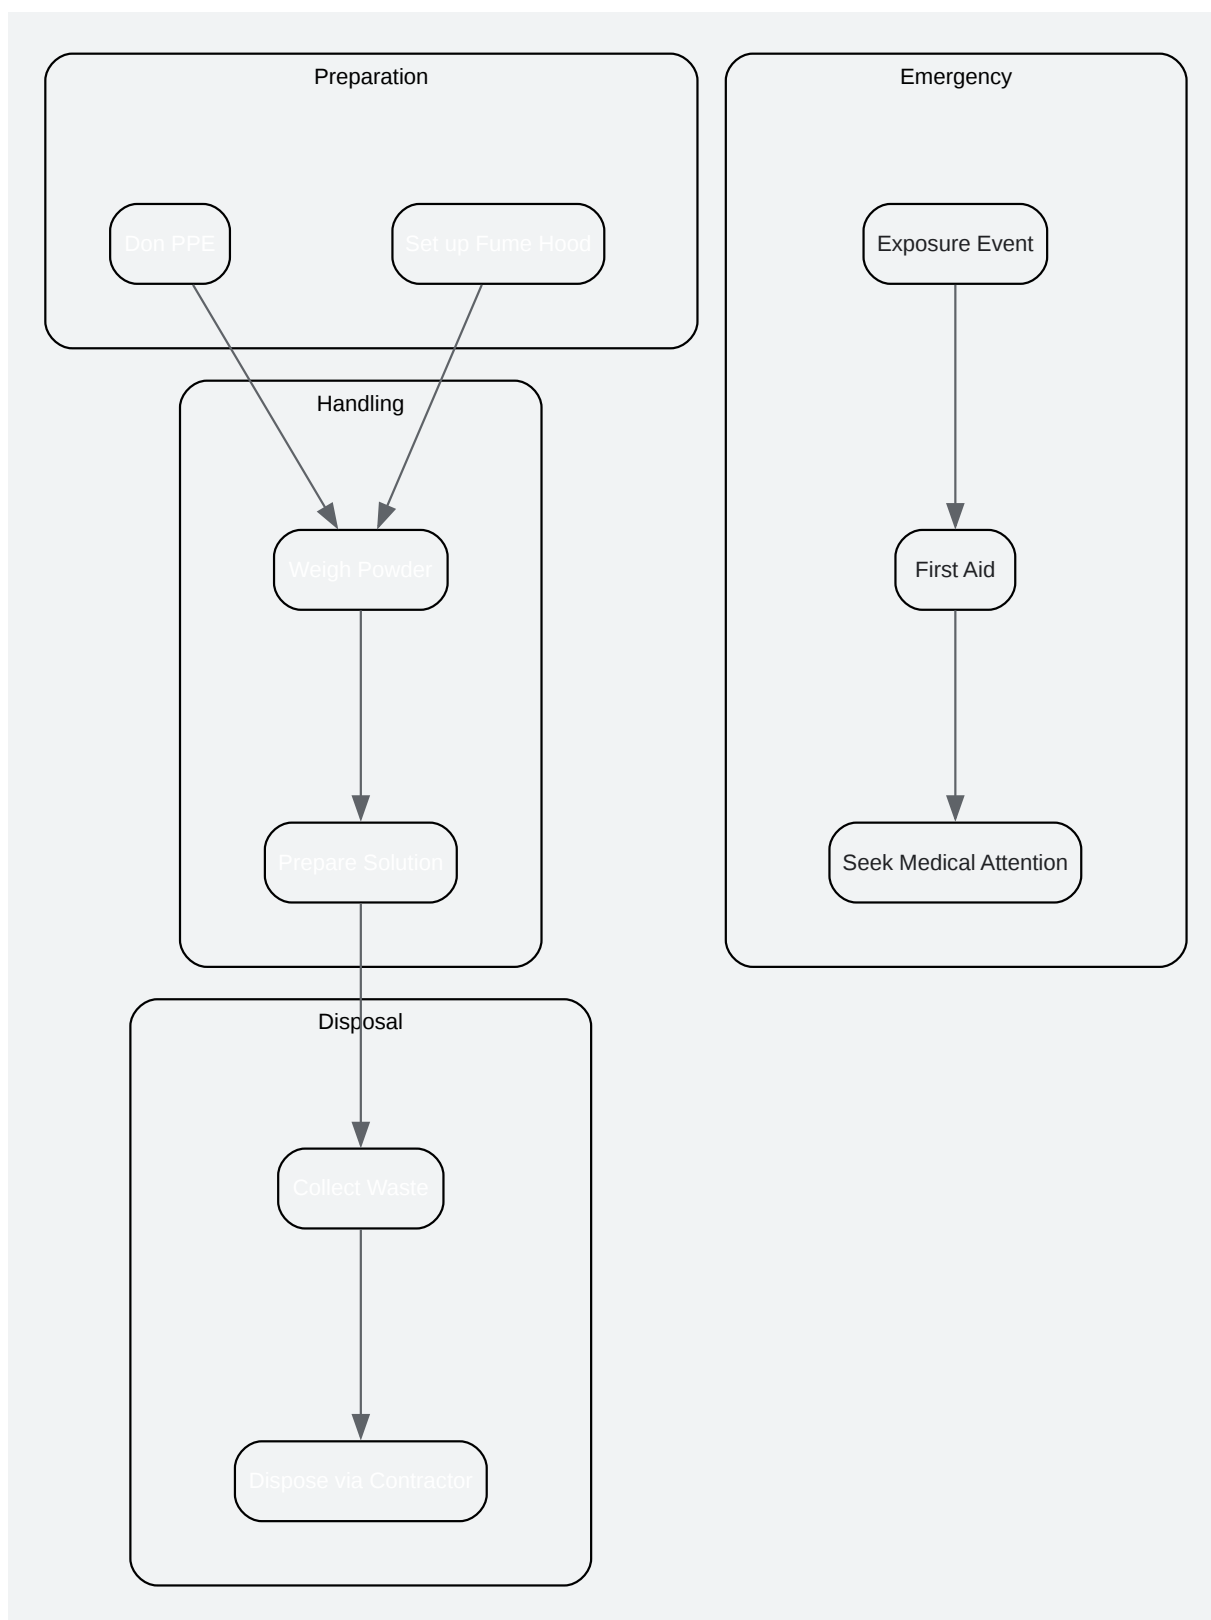 Preparation
Don PPE
Set up Fume Hood
Handling
Weigh Powder
Prepare Solution
Disposal
Collect Waste
Dispose via Contractor
Emergency
Exposure Event
First Aid
Seek Medical Attention